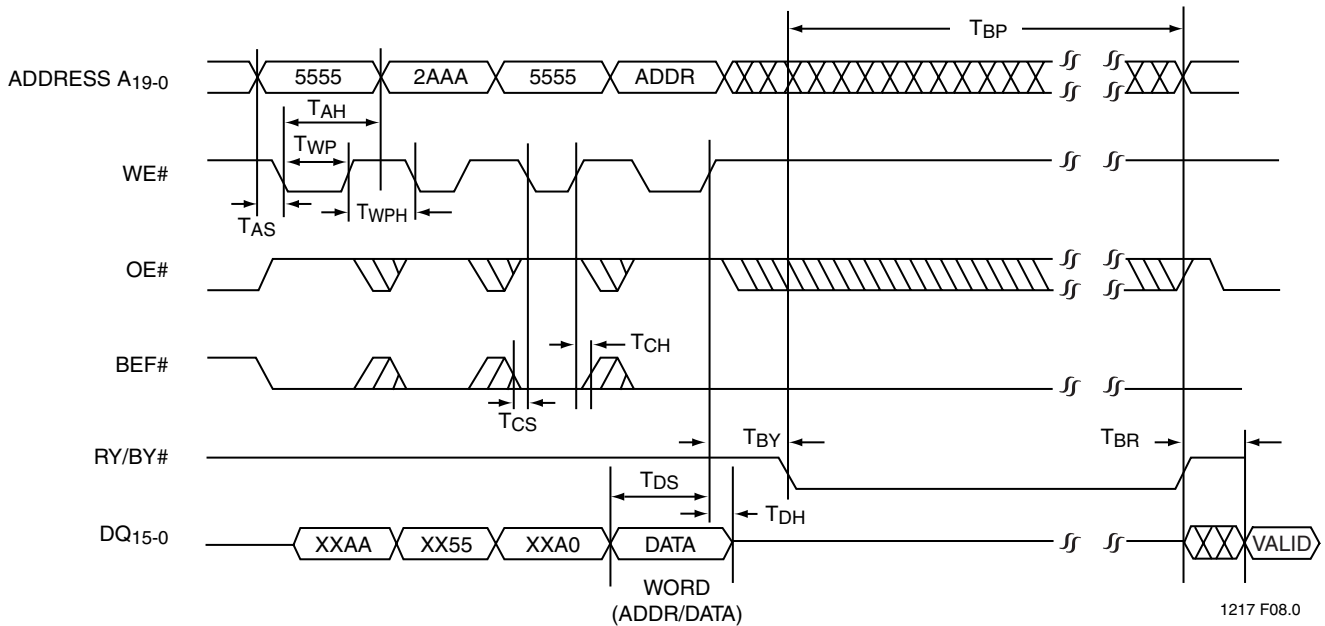 TBP
ADDRESS A19-0
5555
2AAA
5555
ADDR
TAH
TWP
WE#
TAS
TWPH
OE#
BEF#
TCH
TCS
RY/BY#
TBY
TBR
TDS
TDH
DQ15-0
XXAA
XX55
XXA0
DATA
VALID
WORD
(ADDR/DATA)
1217 F08.0